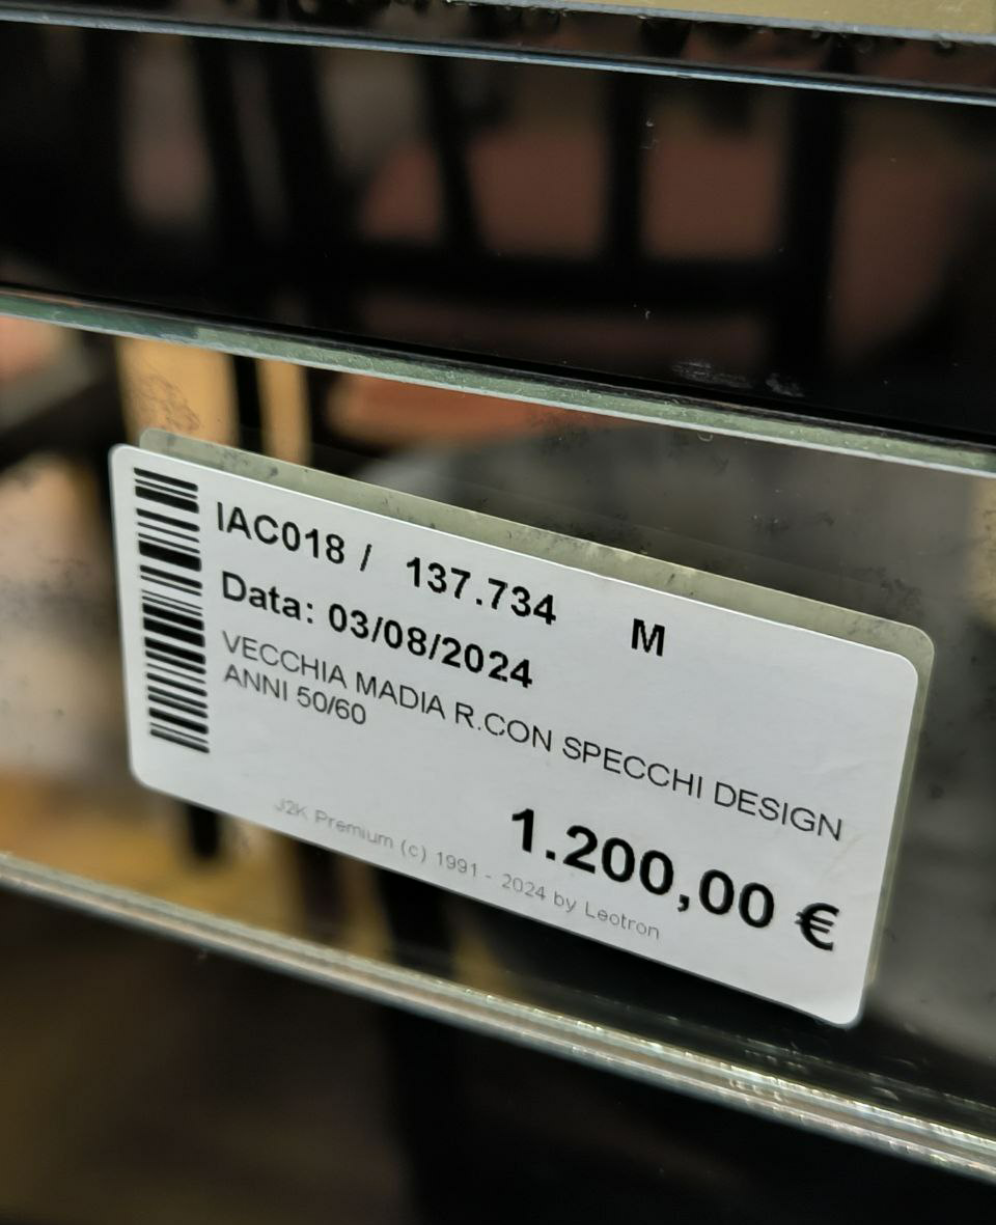 IAC018 / 137.734 M
Data: 03/08/2024
VECCHIA MADIA R.CON SPECCHI DESIGN
ANNI 50/60
1.200,00 €
J2K Premium (c) 1991 - 2024 by Leotron